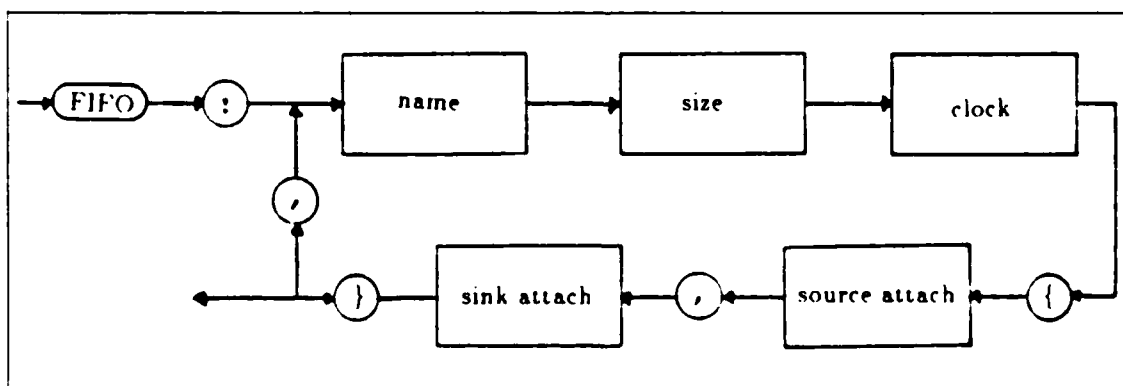 FIFO : name size clock
,
} sink attach , source attach {